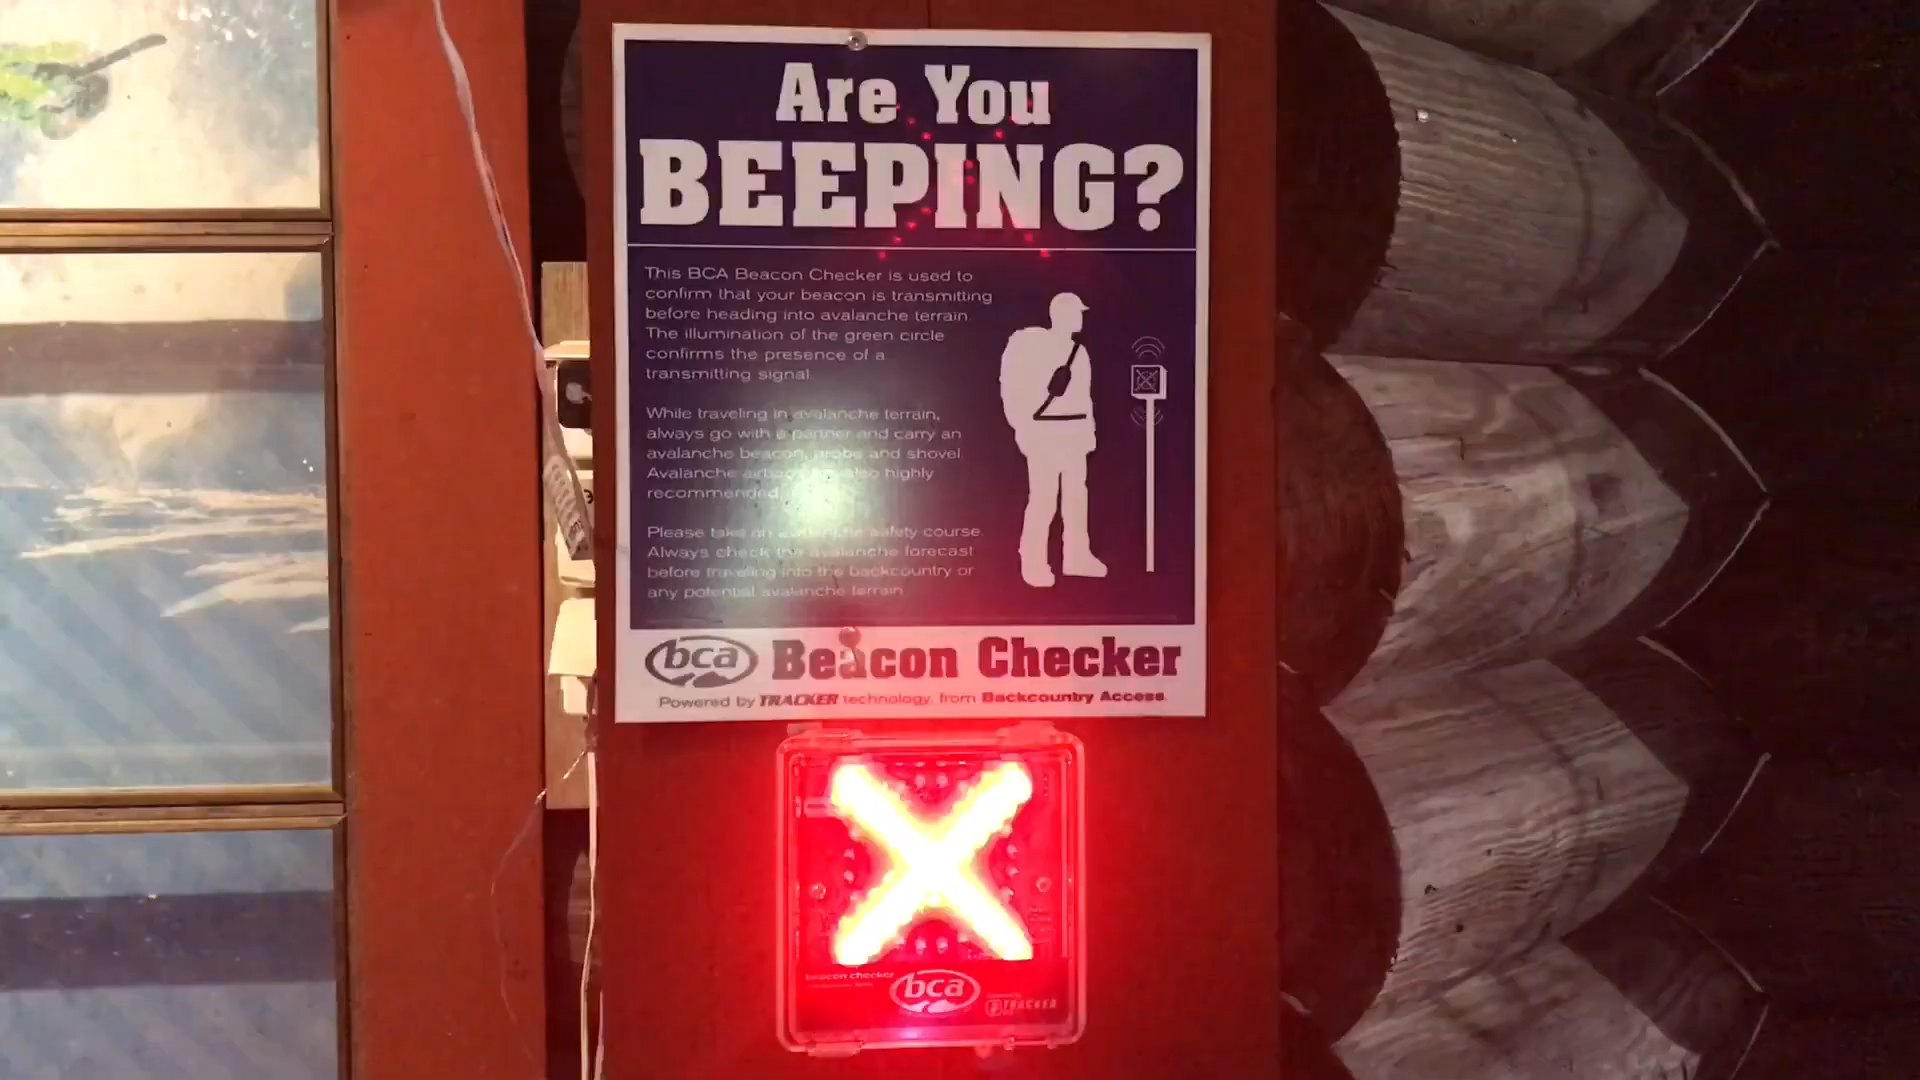 Are You
BEEPING?
This BCA Beacon Checker is used to
confirm that your beacon is transmitting
before heading into avalanche terrain.
The illumination of the green circle
confirms the presence of a
transmitting signal.
While traveling in avalanche terrain,
always go with a partner and carry an
avalanche beacon, probe and shovel.
Avalanche airbags are also highly
recommended.
Please take an avalanche safety course.
Always check the avalanche forecast
before traveling into the backcountry or
any potential avalanche terrain.
bca Beacon Checker
Powered by TRACKER technology, from Backcountry Access.
beacon checker
bca
TRACKER